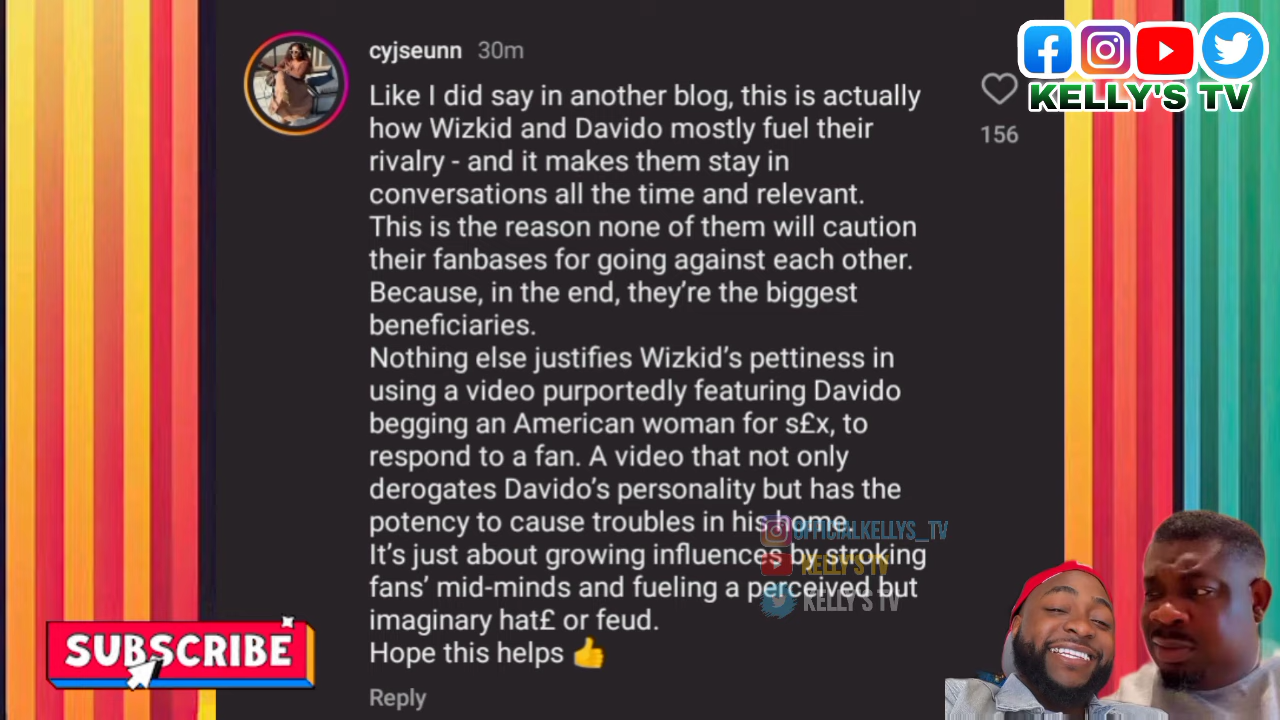 cyjseunn 30m
Like I did say in another blog, this is actually
how Wizkid and Davido mostly fuel their
rivalry - and it makes them stay in
conversations all the time and relevant.
This is the reason none of them will caution
their fanbases for going against each other.
Because, in the end, they're the biggest
beneficiaries.
Nothing else justifies Wizkid's pettiness in
using a video purportedly featuring Davido
begging an American woman for s£x, to
respond to a fan. A video that not only
derogates Davido's personality but has the
potency to cause troubles in his home.
It's just about growing influences by stroking
fans' mid-minds and fueling a perceived but
imaginary hat£ or feud.
Hope this helps 👍
Reply
156
KELLY'S TV
OFFICIALKELLYS_TV
KELLY'S TV
KELLY'S TV
SUBSCRIBE